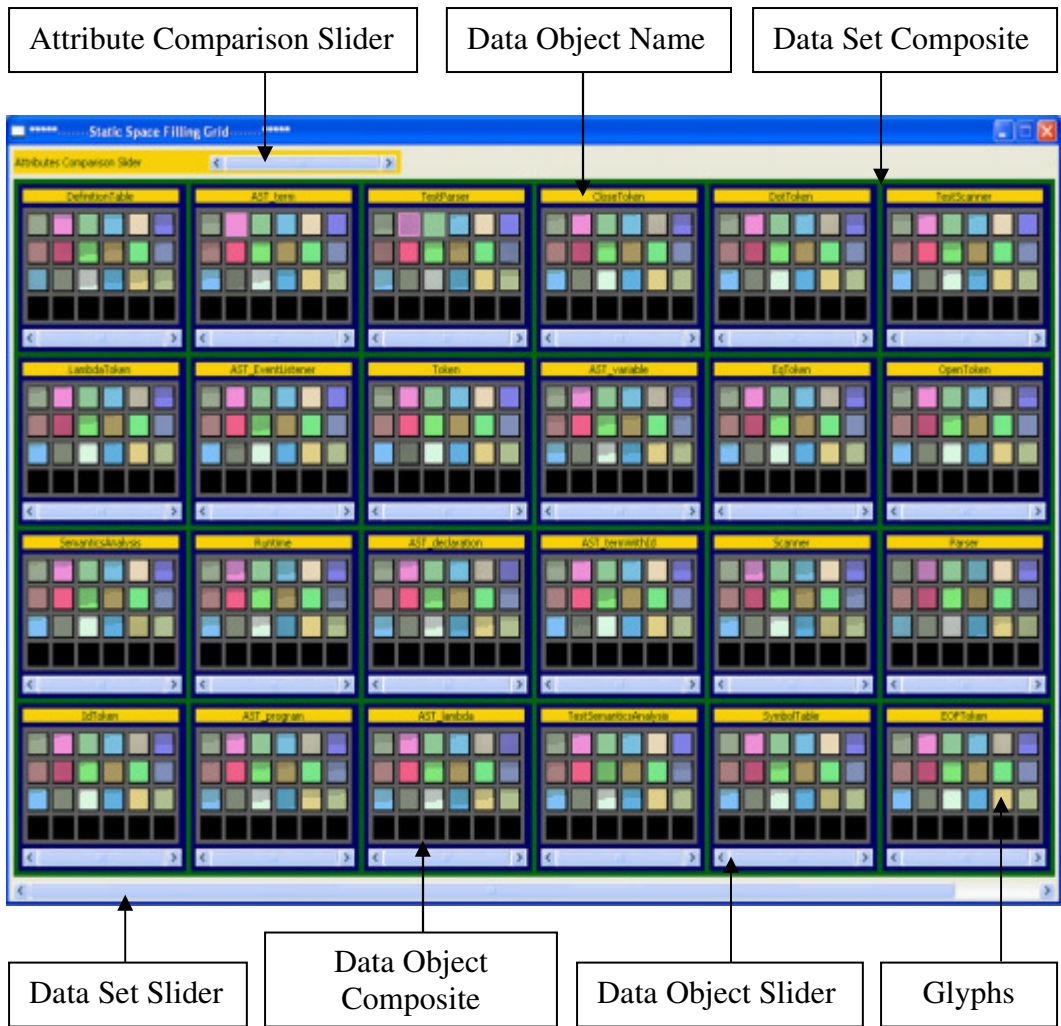 Attribute Comparison Slider
Data Object Name
Data Set Composite
*****.......Static Space Filling Grid.......*****
Attributes Comparison Slider
DefinitionTable
AST_term
TestParser
CloseToken
DotToken
TestScanner
LambdaToken
AST_EventListener
Token
AST_variable
EqToken
OpenToken
SemanticsAnalysis
Runtime
AST_declaration
AST_termWithId
Scanner
Parser
IdToken
AST_program
AST_lambda
TestSemanticsAnalysis
SymbolTable
EOFToken
Data Set Slider
Data Object
Composite
Data Object Slider
Glyphs